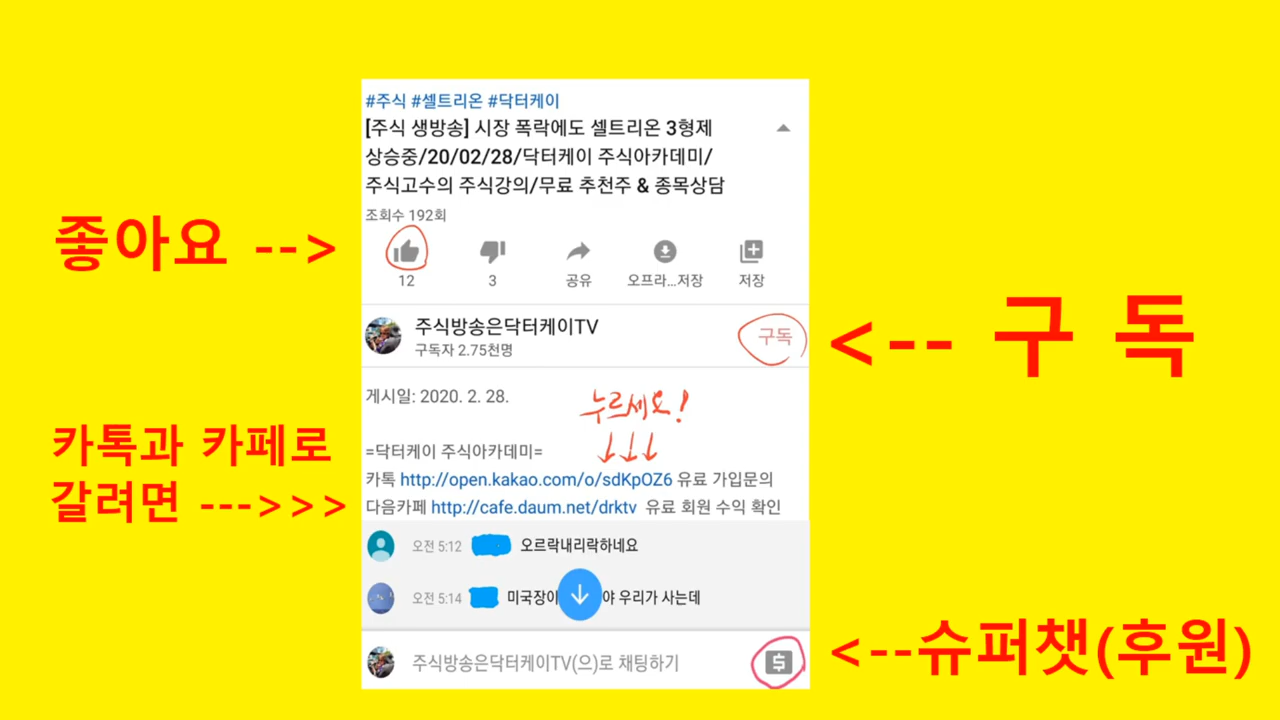 #주식 #셀트리온 #닥터케이
[주식 생방송] 시장 폭락에도 셀트리온 3형제
상승중/20/02/28/닥터케이 주식아카데미/
주식고수의 주식강의/무료 추천주 & 종목상담
조회수 192회
좋아요 -->
12
3
공유
오프라...저장
저장
주식방송은닥터케이TV
구독자 2.75천명
구독
<-- 구 독
게시일: 2020. 2. 28.
누르세요!
↓↓↓
카톡과 카페로
갈려면 --->>>
=닥터케이 주식아카데미=
카톡 http://open.kakao.com/o/sdKpOZ6 유료 가입문의
다음카페 http://cafe.daum.net/drktv 유료 회원 수익 확인
오전 5:12 오르락내리락하네요
오전 5:14 미국장이 야 우리가 사는데
주식방송은닥터케이TV(으)로 채팅하기
<--슈퍼챗(후원)